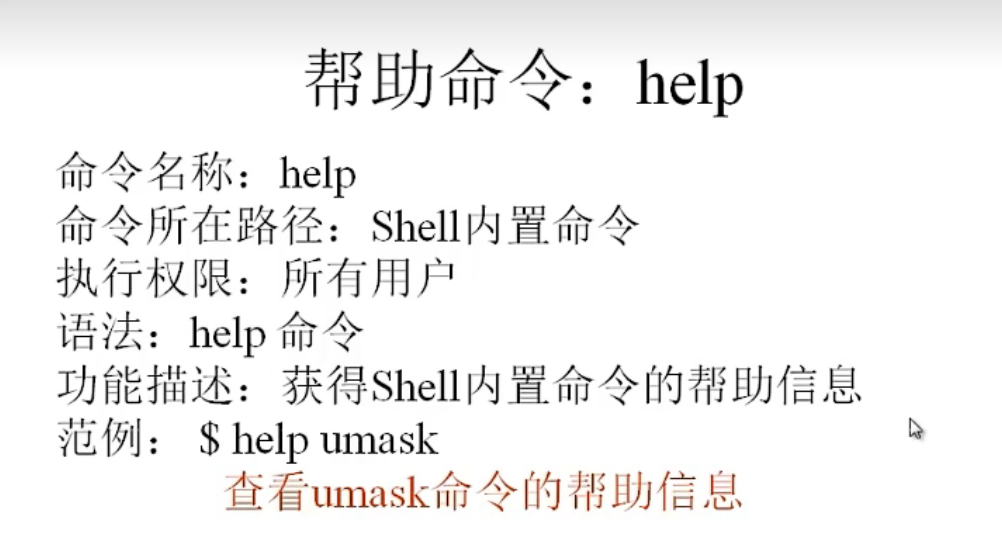 帮助命令：help
命令名称：help
命令所在路径：Shell内置命令
执行权限：所有用户
语法：help 命令
功能描述：获得Shell内置命令的帮助信息
范例： $ help umask
查看umask命令的帮助信息